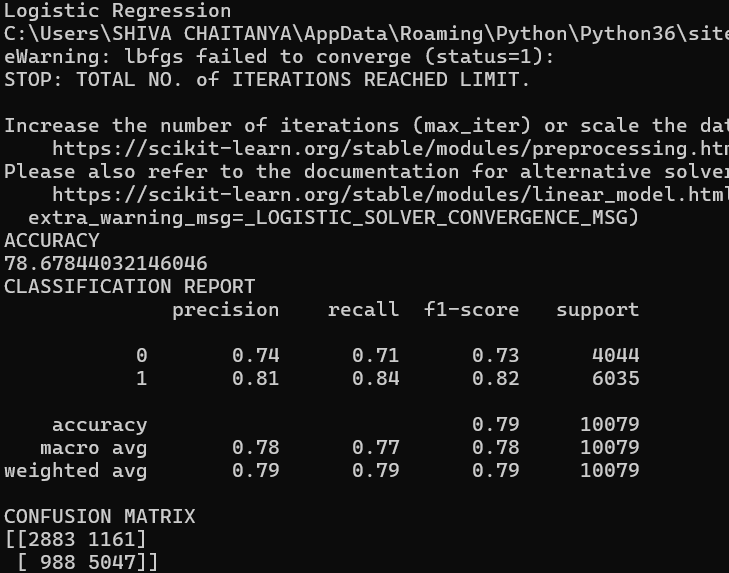 Logistic Regression
C:\Users\SHIVA CHAITANYA\AppData\Roaming\Python\Python36\site
eWarning: lbfgs failed to converge (status=1):
STOP: TOTAL NO. of ITERATIONS REACHED LIMIT.
Increase the number of iterations (max_iter) or scale the dat
https://scikit-learn.org/stable/modules/preprocessing.htm
Please also refer to the documentation for alternative solver
https://scikit-learn.org/stable/modules/linear_model.html
extra_warning_msg=_LOGISTIC_SOLVER_CONVERGENCE_MSG)
ACCURACY
78.67844032146046
CLASSIFICATION REPORT
precision recall f1-score support
0 0.74 0.71 0.73 4044
1 0.81 0.84 0.82 6035
accuracy 0.79 10079
macro avg 0.78 0.77 0.78 10079
weighted avg 0.79 0.79 0.79 10079
CONFUSION MATRIX
[[2883 1161]
[ 988 5047]]